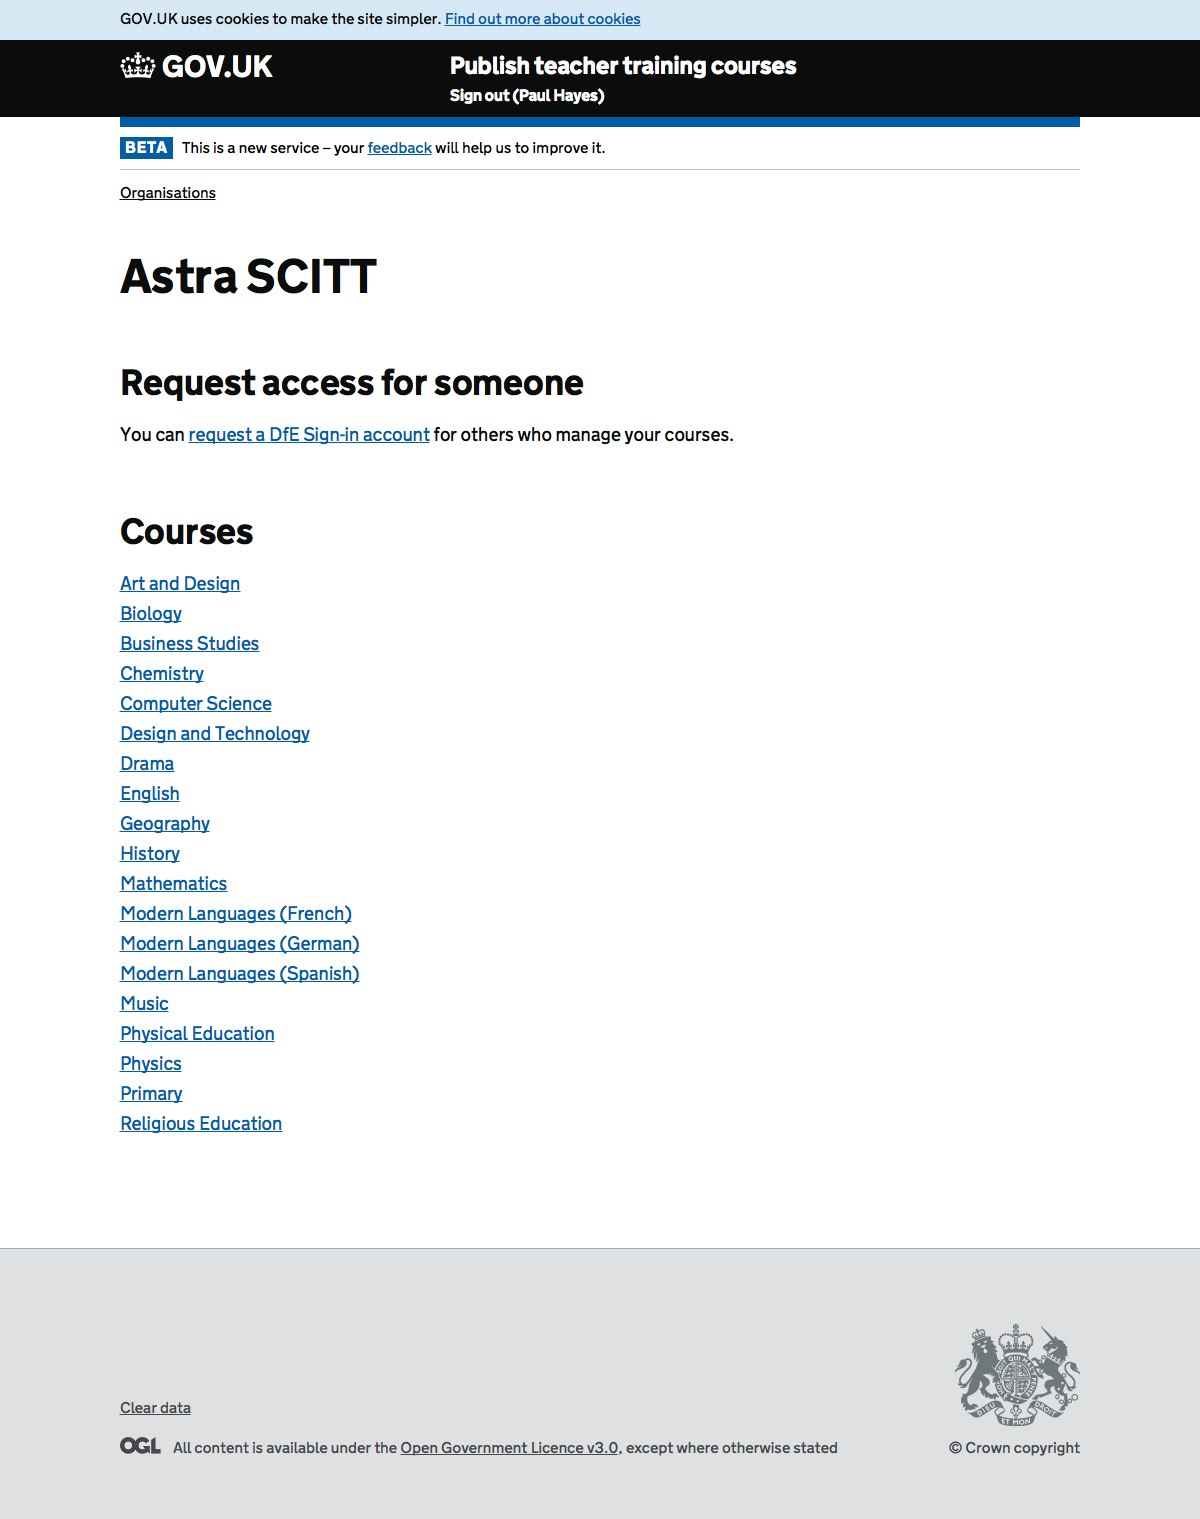 GOV.UK uses cookies to make the site simpler. Find out more about cookies
GOV.UK
Publish teacher training courses
Sign out (Paul Hayes)
BETA This is a new service – your feedback will help us to improve it.
Organisations
Astra SCITT
Request access for someone
You can request a DfE Sign-in account for others who manage your courses.
Courses
Art and Design
Biology
Business Studies
Chemistry
Computer Science
Design and Technology
Drama
English
Geography
History
Mathematics
Modern Languages (French)
Modern Languages (German)
Modern Languages (Spanish)
Music
Physical Education
Physics
Primary
Religious Education
DIEU ET MON DROIT
Clear data
OGL All content is available under the Open Government Licence v3.0, except where otherwise stated
© Crown copyright